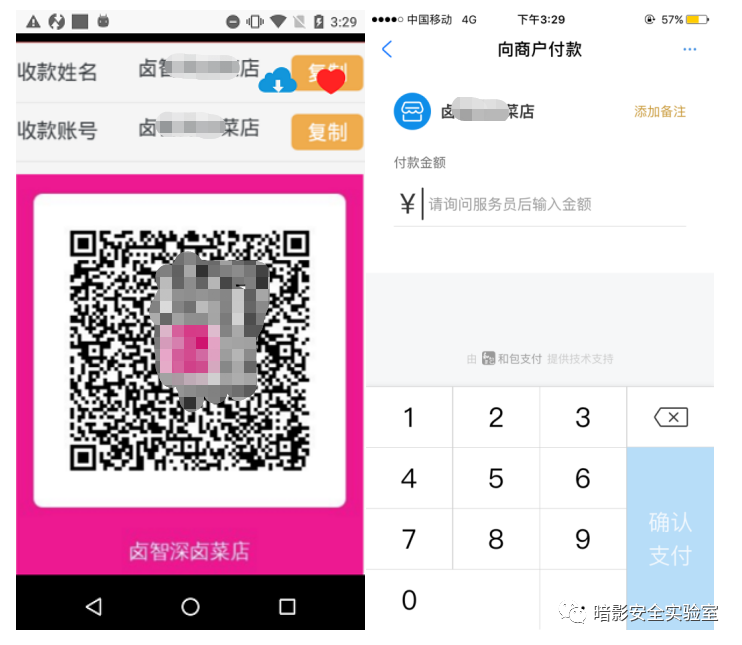 3:29
收款姓名
卤智 店
复制
收款账号
卤 菜店
复制
卤智深卤菜店
中国移动 4G 下午3:29 57%
向商户付款
卤 菜店
添加备注
付款金额
¥ 请询问服务员后输入金额
由 和包支付 提供技术支持
1 2 3
4 5 6
7 8 9
确认
支付
0 .
暗影安全实验室